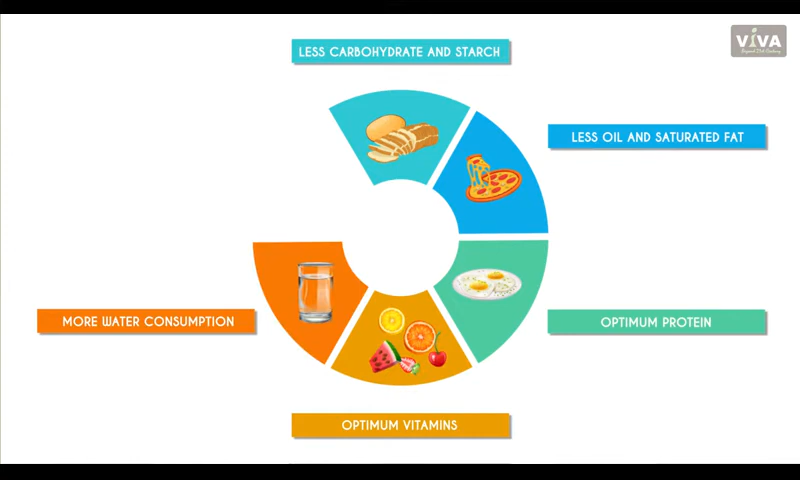 LESS CARBOHYDRATE AND STARCH
ViVA
LESS OIL AND SATURATED FAT
MORE WATER CONSUMPTION
OPTIMUM PROTEIN
OPTIMUM VITAMINS